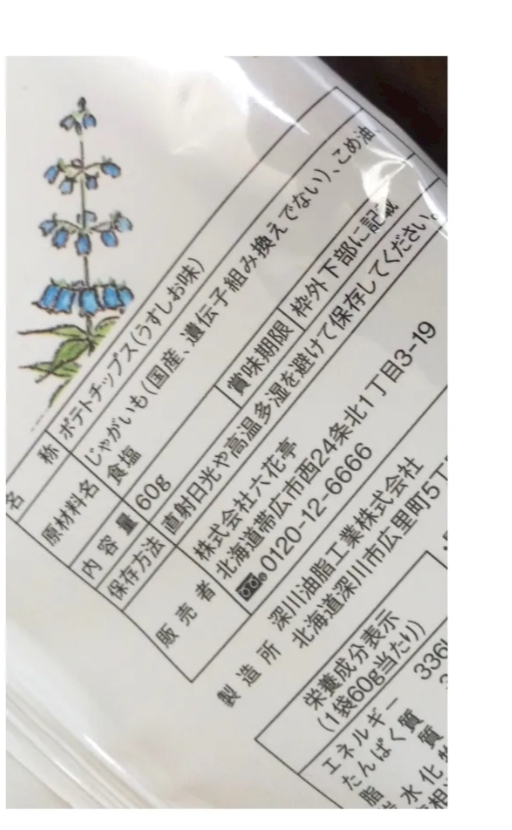 名称 ポテトチップス(うすしお味)
原材料名 じゃがいも(国産、遺伝子組み換えでない)、こめ油
食塩
内容量 60g 賞味期限 枠外下部に記載
保存方法 直射日光や高温多湿を避けて保存してください。
販売者 株式会社六花亭
北海道帯広市西24条北1丁目3-19
0120-12-6666
製造所 深川油脂工業株式会社
北海道深川市広里町5丁
栄養成分表示
(1袋60g当たり)
エネルギー 336
たんぱく質
脂質
水化物